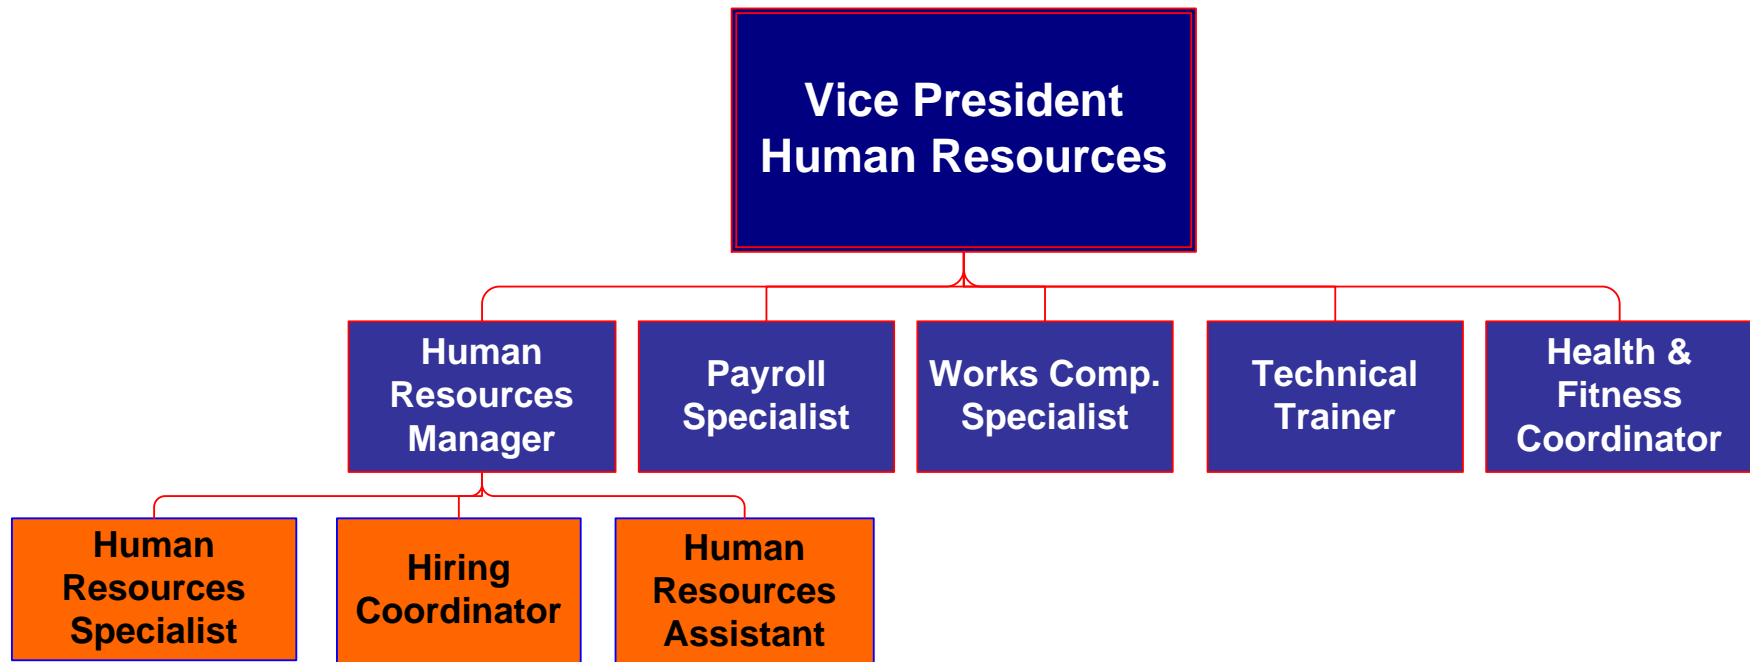 Vice President
Human Resources
Human
Resources
Manager
Payroll
Specialist
Works Comp.
Specialist
Technical
Trainer
Health &
Fitness
Coordinator
Human
Resources
Specialist
Hiring
Coordinator
Human
Resources
Assistant